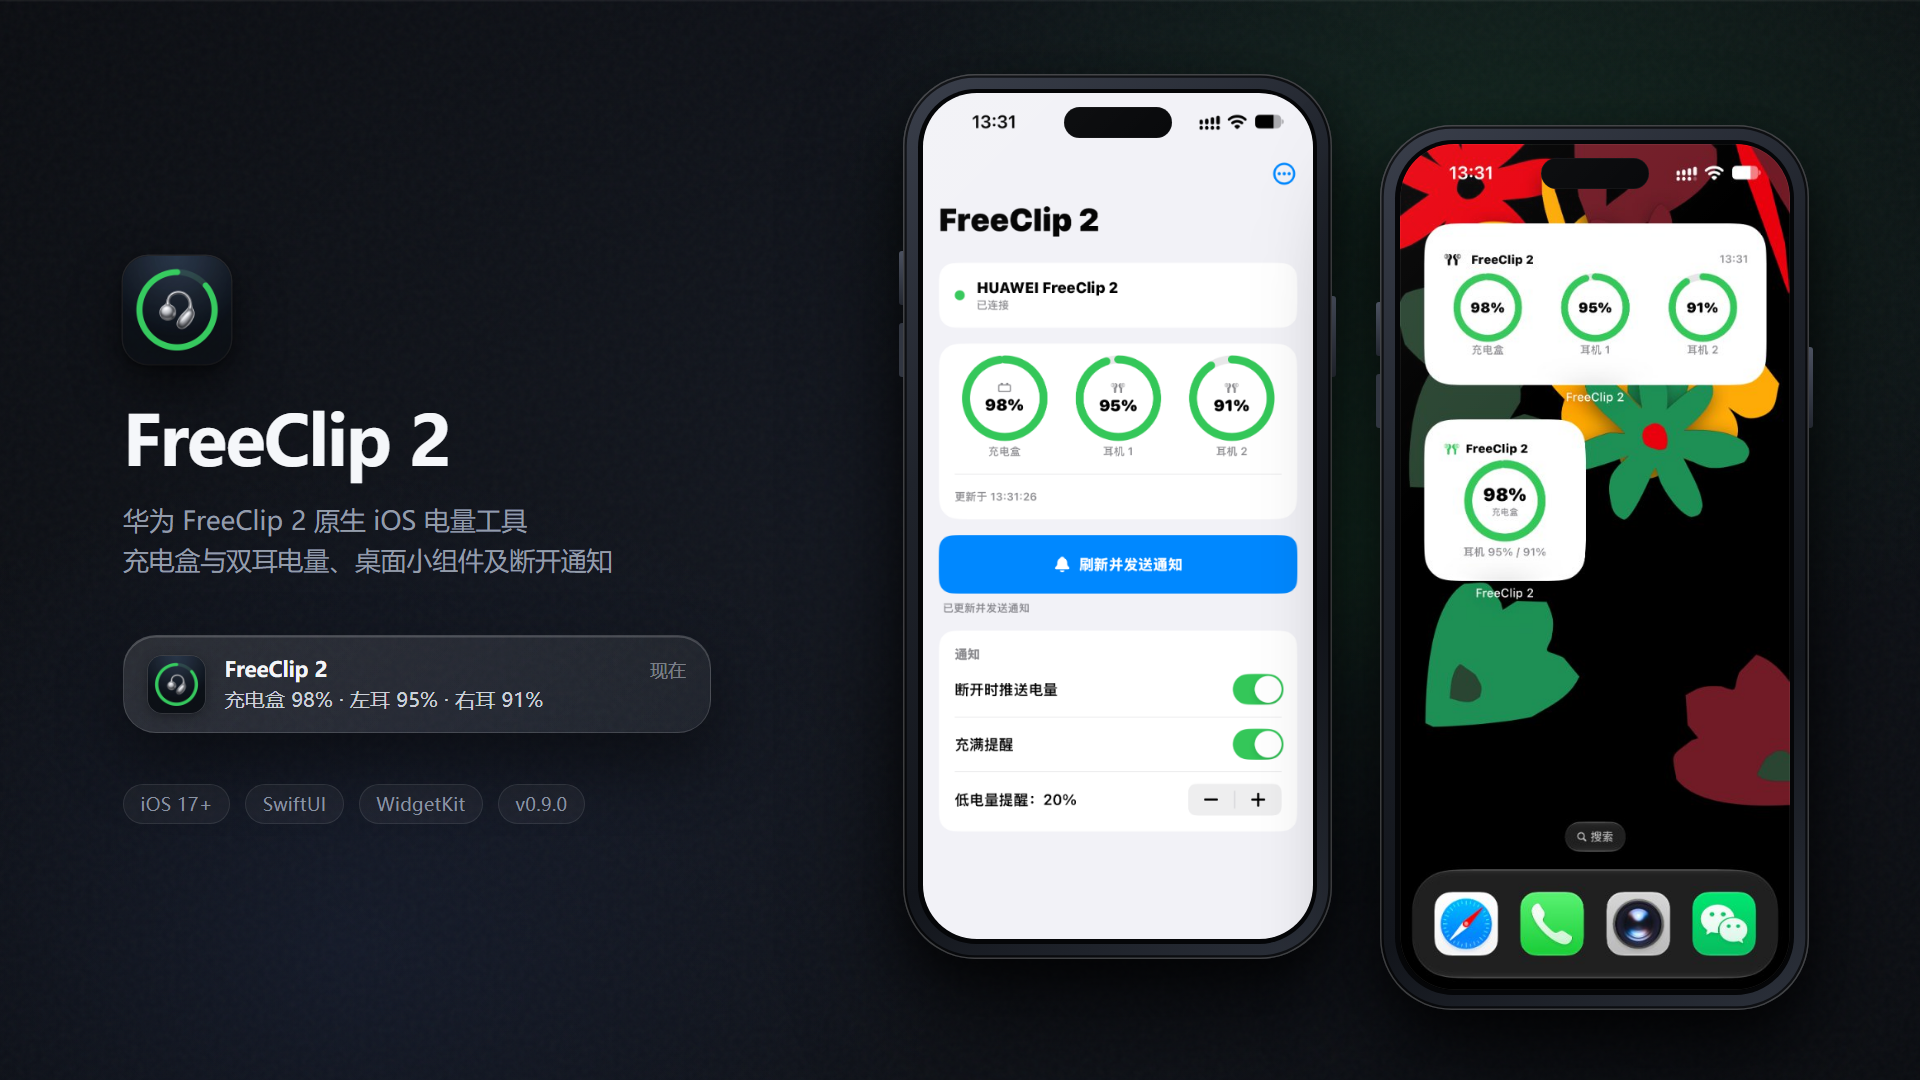 FreeClip 2
华为 FreeClip 2 原生 iOS 电量工具
充电盒与双耳电量、桌面小组件及断开通知
FreeClip 2
现在
充电盒 98% · 左耳 95% · 右耳 91%
iOS 17+
SwiftUI
WidgetKit
v0.9.0
13:31
FreeClip 2
HUAWEI FreeClip 2
已连接
98%
95%
91%
充电盒
耳机 1
耳机 2
更新于 13:31:26
刷新并发送通知
已更新并发送通知
通知
断开时推送电量
充满提醒
低电量提醒：20%
13:31
FreeClip 2
13:31
98%
95%
91%
充电盒
耳机 1
耳机 2
FreeClip 2
FreeClip 2
98%
充电盒
耳机 95% / 91%
FreeClip 2
搜索